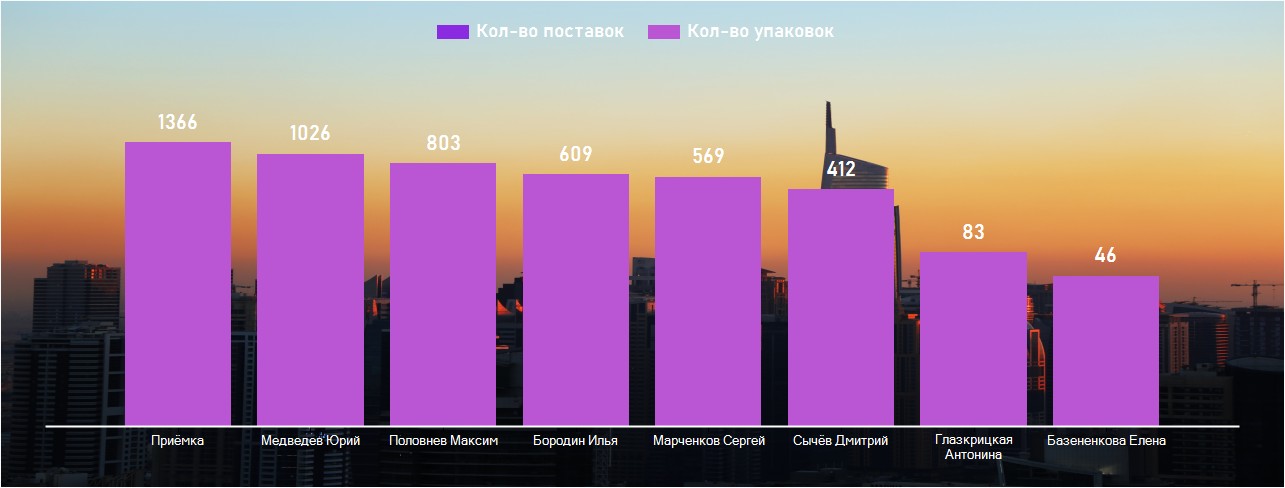 Кол-во поставок Кол-во упаковок
1366
1026
803
609
569
412
83
46
Приёмка
Медведев Юрий
Половнев Максим
Бородин Илья
Марченков Сергей
Сычёв Дмитрий
Глазкрицкая
Антонина
Базененкова Елена